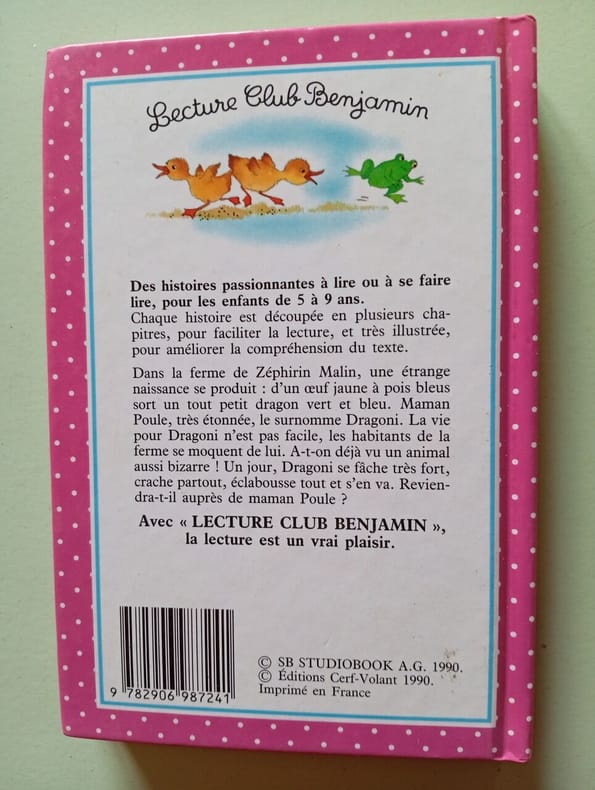 Lecture Club Benjamin
Des histoires passionnantes à lire ou à se faire
lire, pour les enfants de 5 à 9 ans.
Chaque histoire est découpée en plusieurs cha-
pitres, pour faciliter la lecture, et très illustrée,
pour améliorer la compréhension du texte.
Dans la ferme de Zéphirin Malin, une étrange
naissance se produit : d'un œuf jaune à pois bleus
sort un tout petit dragon vert et bleu. Maman
Poule, très étonnée, le surnomme Dragoni. La vie
pour Dragoni n'est pas facile, les habitants de la
ferme se moquent de lui. A-t-on déjà vu un animal
aussi bizarre ! Un jour, Dragoni se fâche très fort,
crache partout, éclabousse tout et s'en va. Revien-
dra-t-il auprès de maman Poule ?
Avec « LECTURE CLUB BENJAMIN »,
la lecture est un vrai plaisir.
© SB STUDIOBOOK A.G. 1990.
© Éditions Cerf-Volant 1990.
Imprimé en France
9 782906 987241